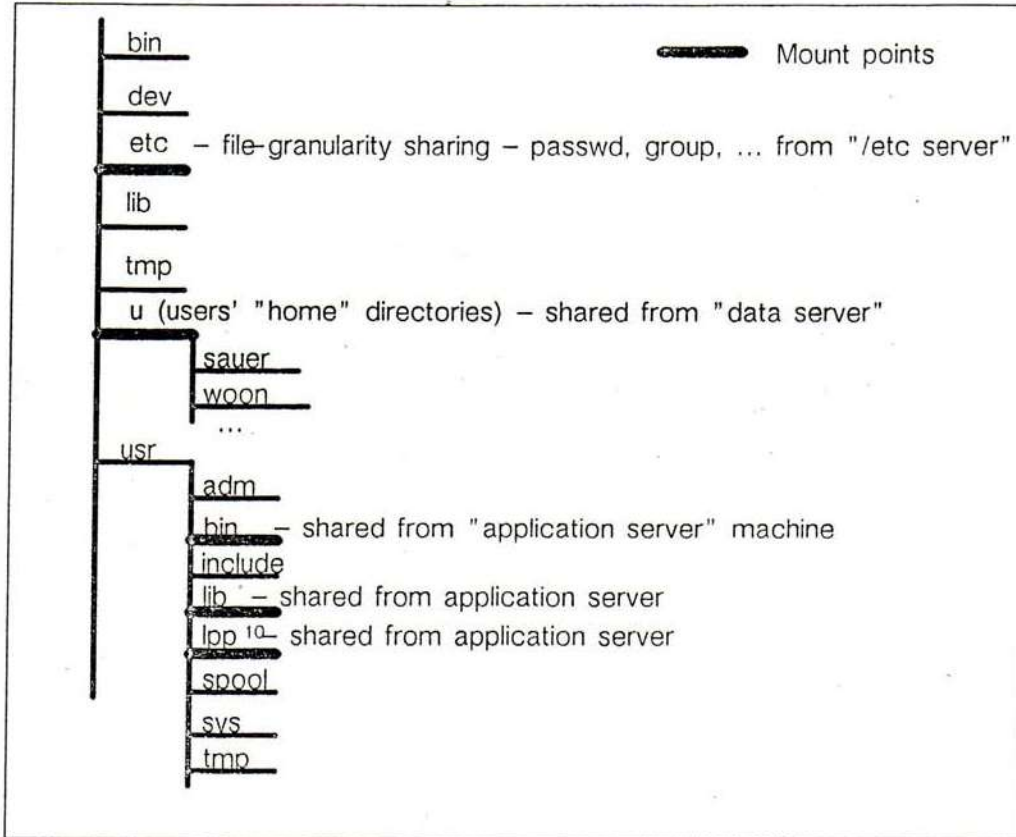 bin
Mount points
dev
etc – file-granularity sharing – passwd, group, ... from "/etc server"
lib
tmp
u (users' "home" directories) – shared from "data server"
sauer
woon
...
usr
adm
bin – shared from "application server" machine
include
lib – shared from application server
lpp 10 – shared from application server
spool
sys
tmp